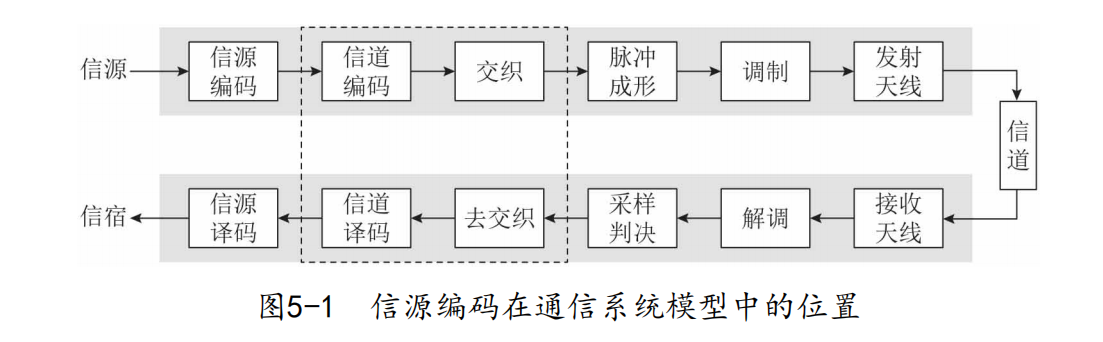 信源
信源
编码
信道
编码
交织
脉冲
成形
调制
发射
天线
信道
信宿
信源
译码
信道
译码
去交织
采样
判决
解调
接收
天线
图5-1 信源编码在通信系统模型中的位置